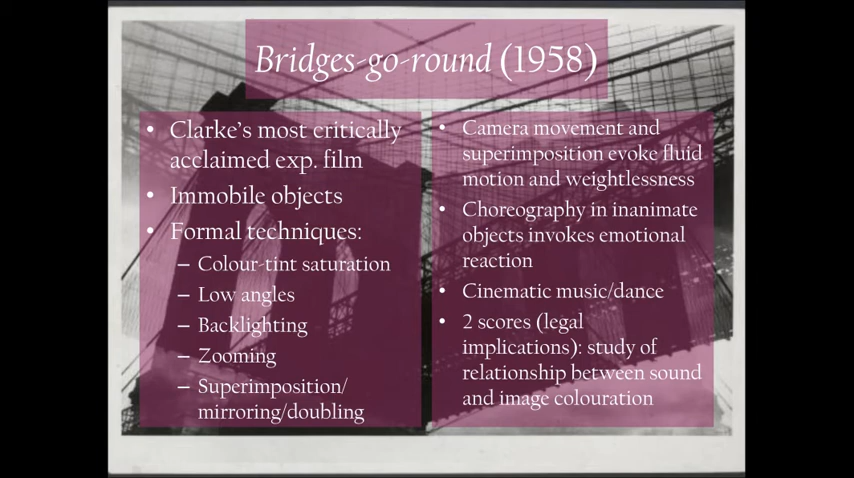 Bridges-go-round (1958)
• Clarke's most critically
acclaimed exp. film
• Immobile objects
• Formal techniques:
– Colour-tint saturation
– Low angles
– Backlighting
– Zooming
– Superimposition/
mirroring/doubling
• Camera movement and
superimposition evoke fluid
motion and weightlessness
• Choreography in inanimate
objects invokes emotional
reaction
• Cinematic music/dance
• 2 scores (legal
implications): study of
relationship between sound
and image colouration